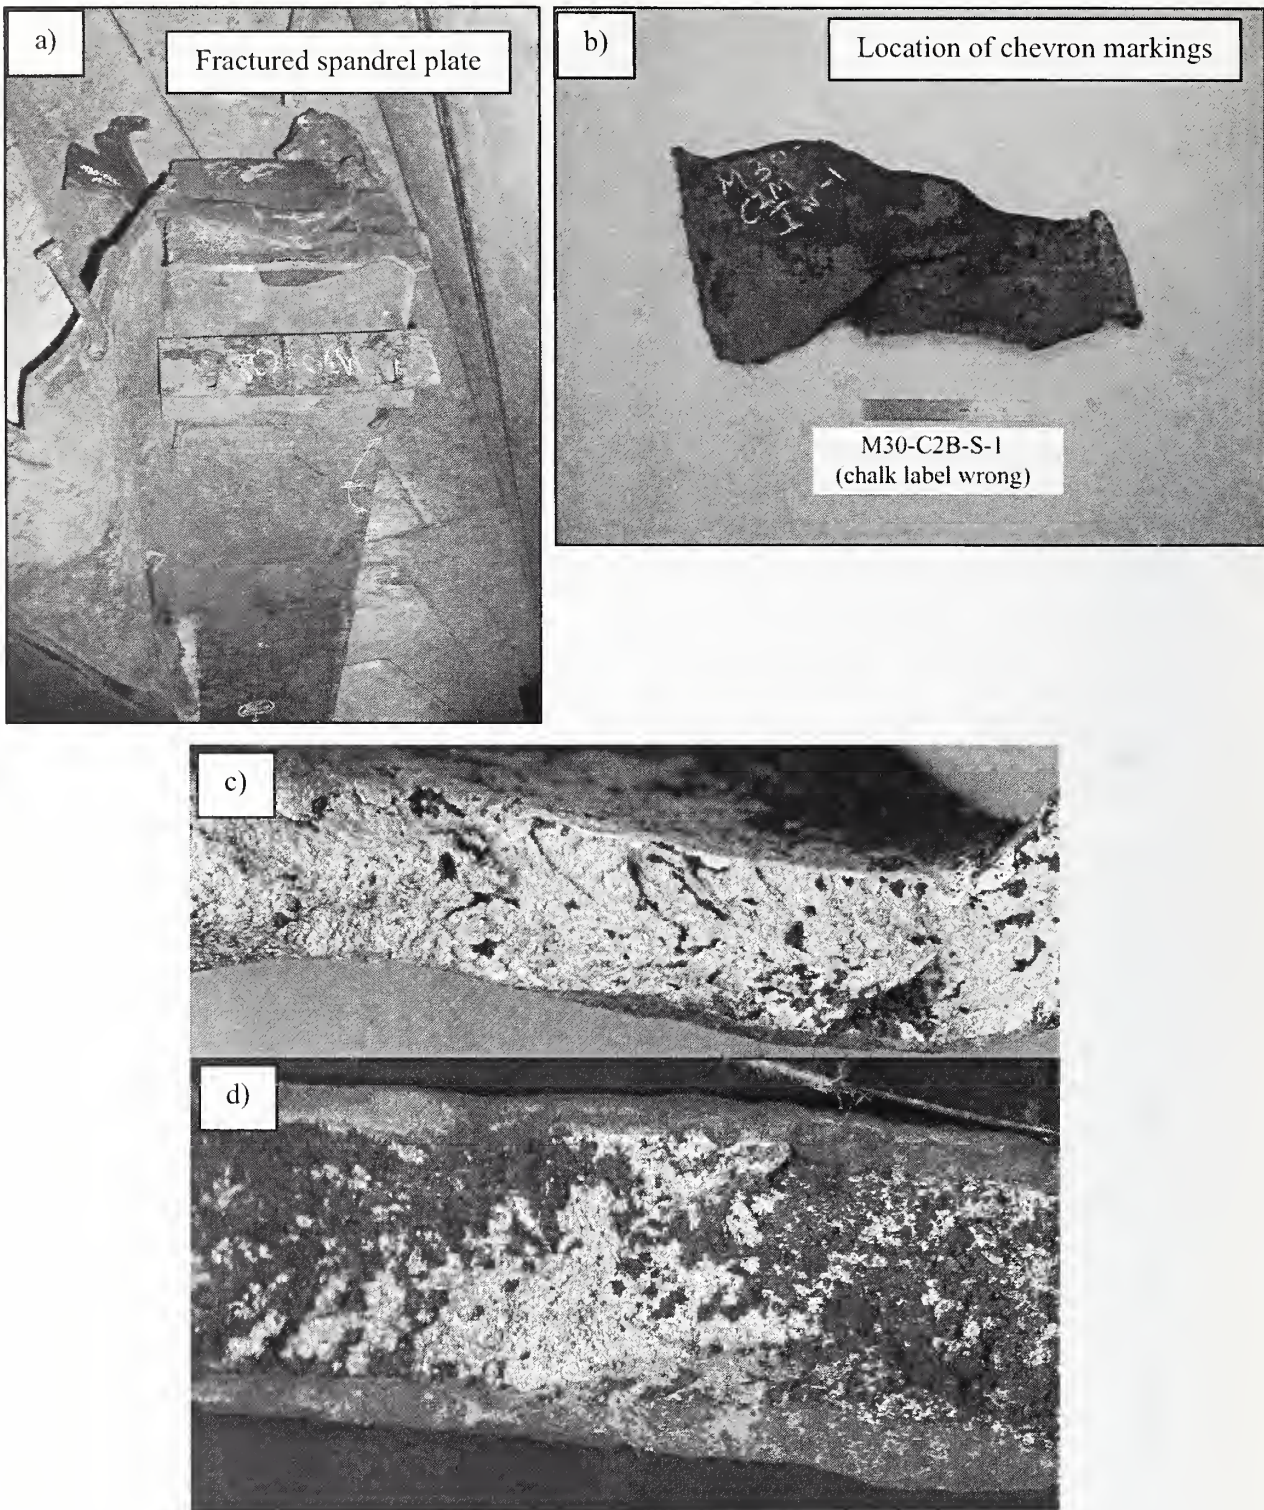 a)
Fractured spandrel plate
b)
Location of chevron markings
M30-C2B-S-1
(chalk label wrong)
c)
d)